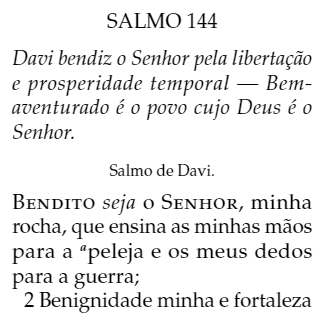 SALMO 144
Davi bendiz o Senhor pela libertação
e prosperidade temporal — Bem-
aventurado é o povo cujo Deus é o
Senhor.
Salmo de Davi.
BENDITO seja o SENHOR, minha
rocha, que ensina as minhas mãos
para a ᵃpeleja e os meus dedos
para a guerra;
2 Benignidade minha e fortaleza